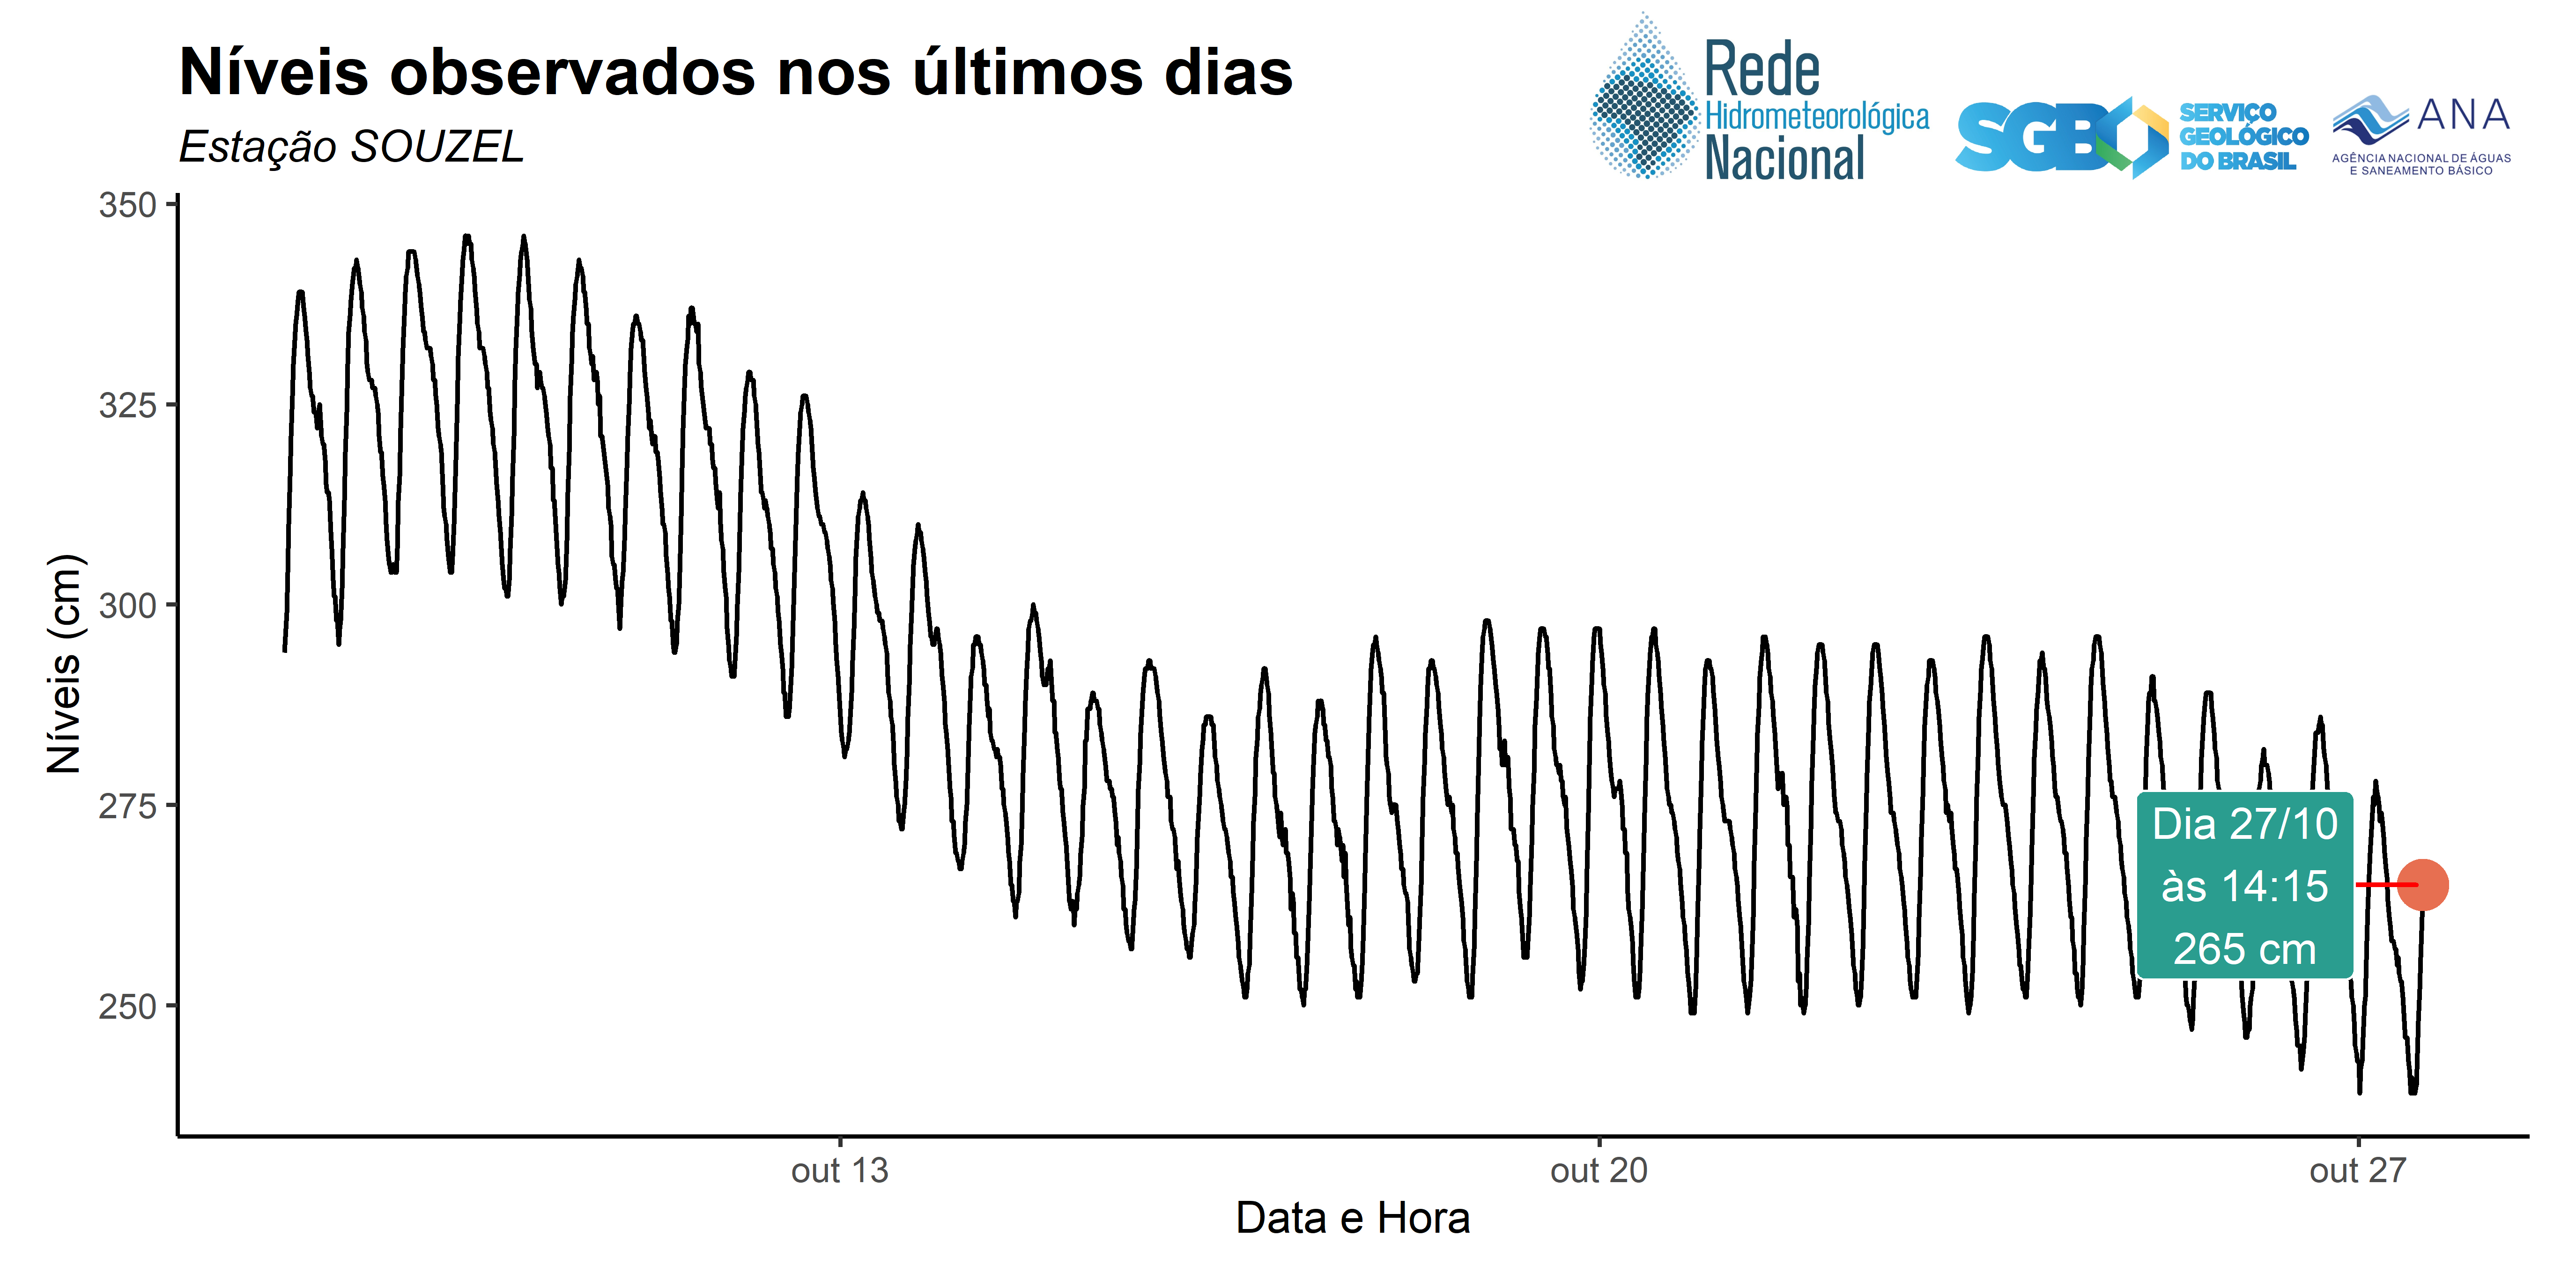 Níveis observados nos últimos dias
Estação SOUZEL
Rede
Hidrometeorológica
Nacional
SGB
SERVIÇO
GEOLÓGICO
DO BRASIL
ANA
AGÊNCIA NACIONAL DE ÁGUAS
E SANEAMENTO BÁSICO
350
325
300
275
250
Níveis (cm)
Dia 27/10
às 14:15
265 cm
out 13
out 20
out 27
Data e Hora